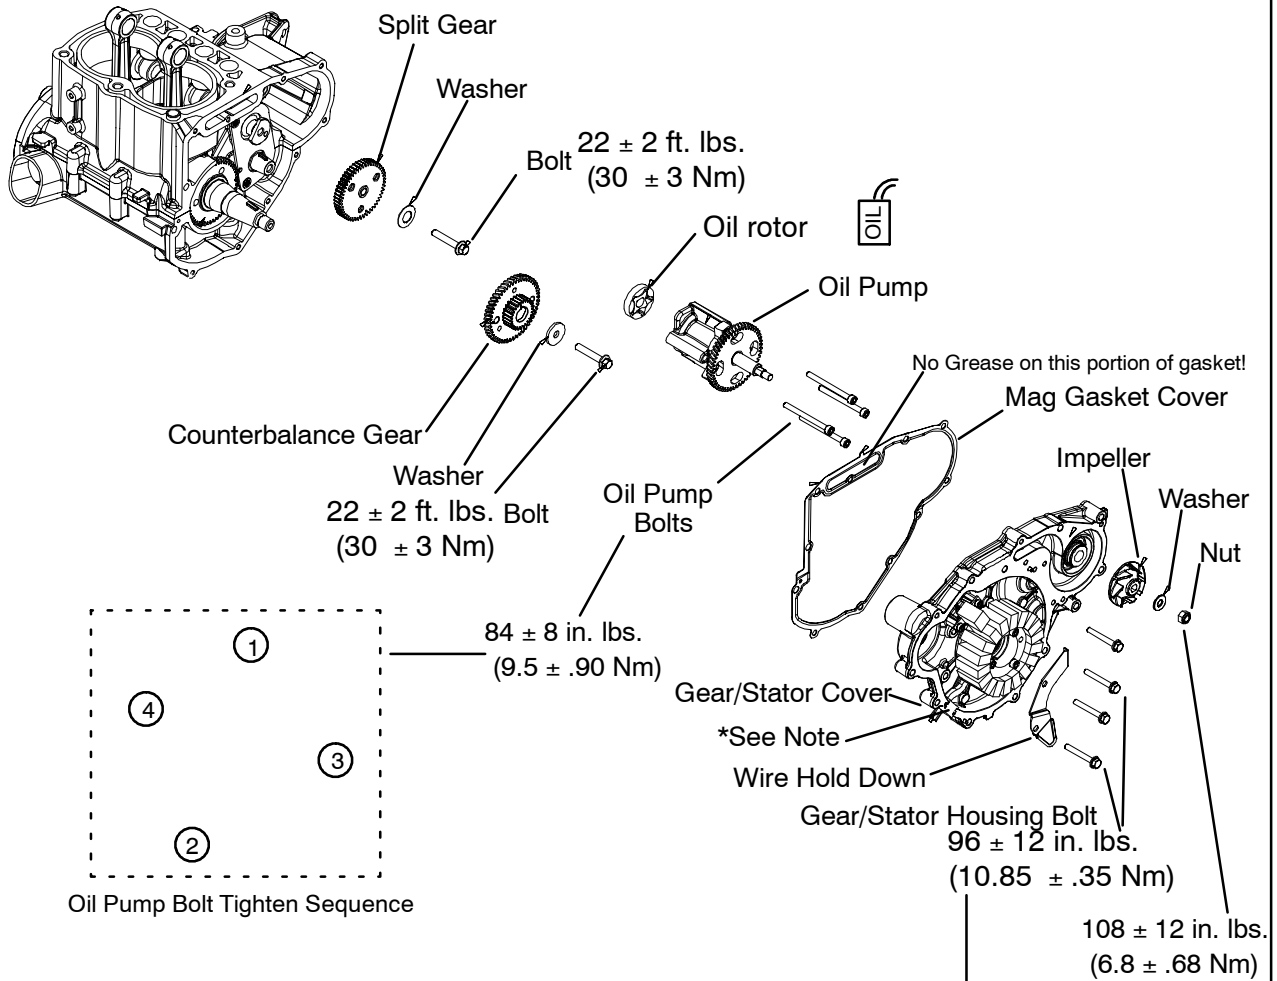 Split Gear
Washer
Bolt
22 ± 2 ft. lbs.
(30 ± 3 Nm)
Oil rotor
OIL
Oil Pump
No Grease on this portion of gasket!
Mag Gasket Cover
Counterbalance Gear
Washer
22 ± 2 ft. lbs.
(30 ± 3 Nm)
Bolt
Oil Pump
Bolts
Impeller
Washer
Nut
84 ± 8 in. lbs.
(9.5 ± .90 Nm)
1
4
3
2
Oil Pump Bolt Tighten Sequence
Gear/Stator Cover
*See Note
Wire Hold Down
Gear/Stator Housing Bolt
96 ± 12 in. lbs.
(10.85 ± .35 Nm)
108 ± 12 in. lbs.
(6.8 ± .68 Nm)